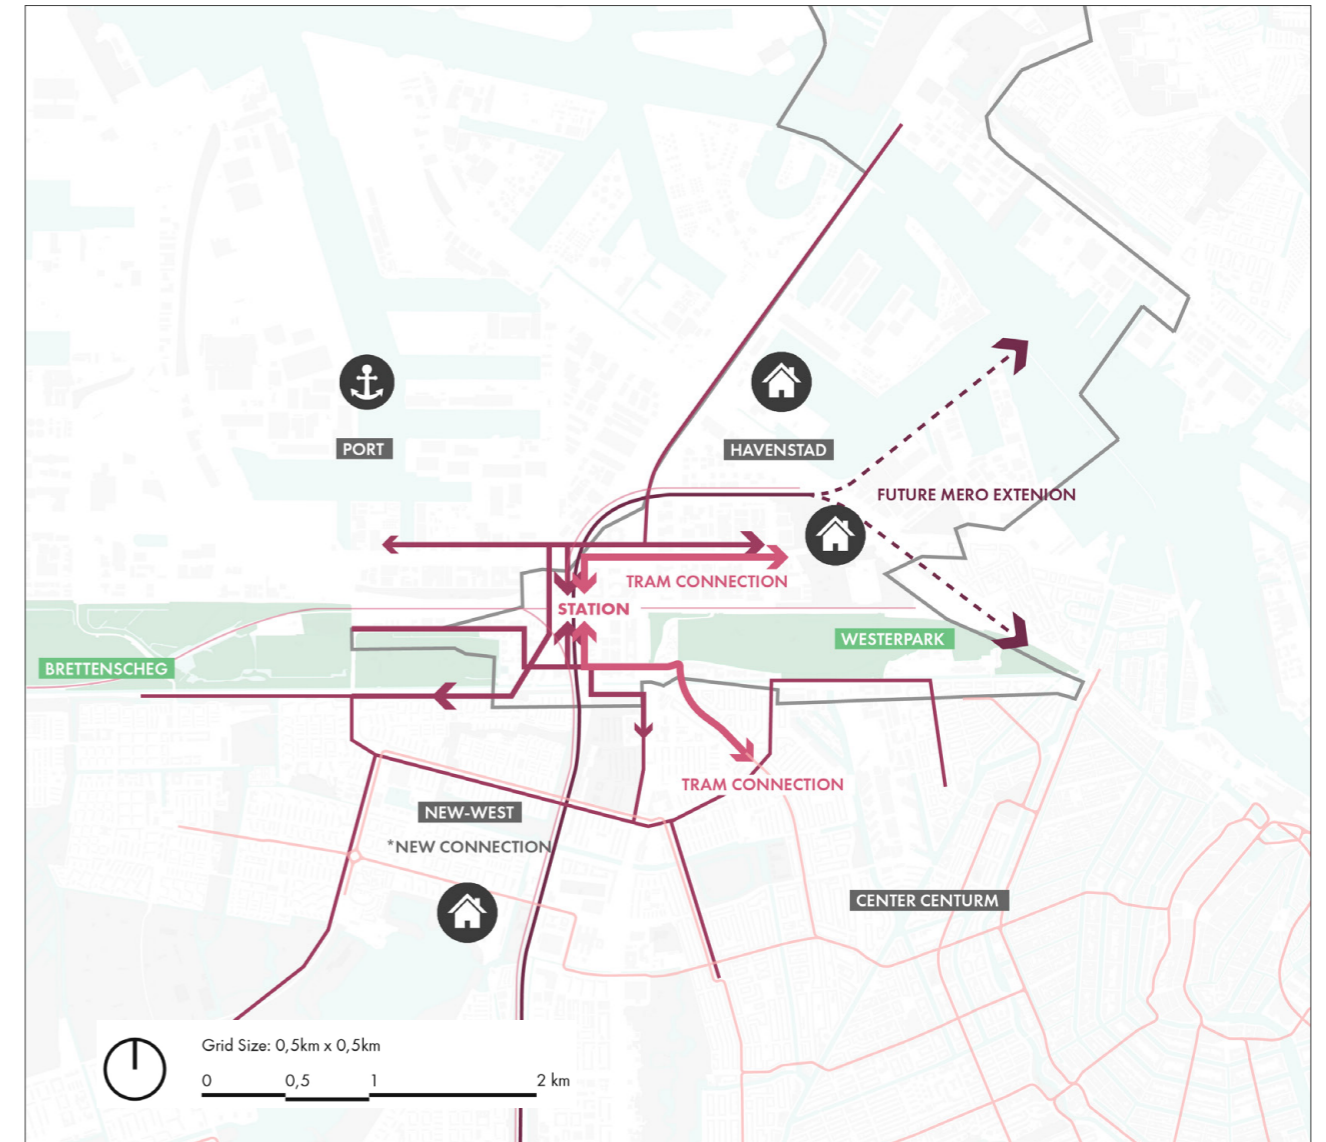 PORT
HAVENSTAD
FUTURE MERO EXTENION
TRAM CONNECTION
STATION
WESTERPARK
BRETTENSCHEG
TRAM CONNECTION
NEW-WEST
*NEW CONNECTION
CENTER CENTURM
Grid Size: 0,5km x 0,5km
0 0,5 1 2 km